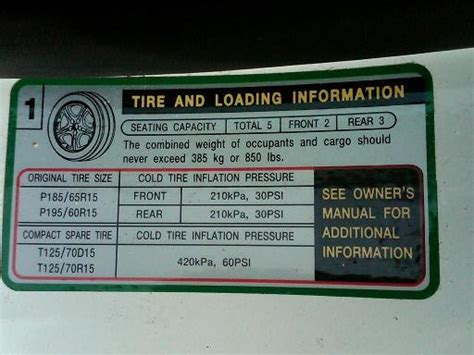 1 TIRE AND LOADING INFORMATION
SEATING CAPACITY TOTAL 5 FRONT 2 REAR 3
The combined weight of occupants and cargo should
never exceed 385 kg or 850 lbs.
ORIGINAL TIRE SIZE COLD TIRE INFLATION PRESSURE
P185/65R15 FRONT 210kPa, 30PSI
P195/60R15 REAR 210kPa, 30PSI
COMPACT SPARE TIRE COLD TIRE INFLATION PRESSURE
T125/70D15
T125/70R15
420kPa, 60PSI
SEE OWNER'S
MANUAL FOR
ADDITIONAL
INFORMATION